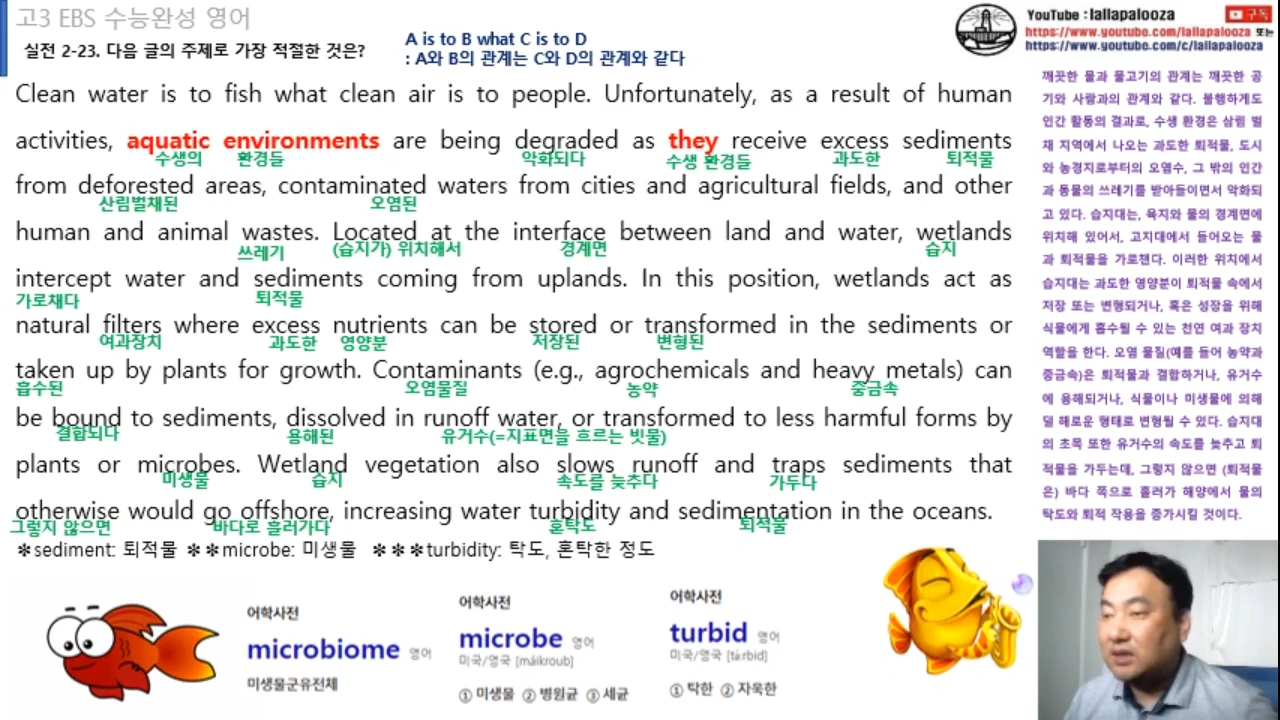 고3 EBS 수능완성 영어
실전 2-23. 다음 글의 주제로 가장 적절한 것은?
A is to B what C is to D
: A와 B의 관계는 C와 D의 관계와 같다
YouTube : lallapalooza
구독
https://www.youtube.com/lallapalooza 또는
https://www.youtube.com/c/lallapalooza
Clean water is to fish what clean air is to people. Unfortunately, as a result of human
activities, aquatic environments are being degraded as they receive excess sediments
수생의 환경들 악화되다 수생 환경들 과도한 퇴적물
from deforested areas, contaminated waters from cities and agricultural fields, and other
산림벌채된 오염된
human and animal wastes. Located at the interface between land and water, wetlands
쓰레기 (습지가) 위치해서 경계면 습지
intercept water and sediments coming from uplands. In this position, wetlands act as
가로채다 퇴적물
natural filters where excess nutrients can be stored or transformed in the sediments or
여과장치 과도한 영양분 저장된 변형된
taken up by plants for growth. Contaminants (e.g., agrochemicals and heavy metals) can
흡수된 오염물질 농약 중금속
be bound to sediments, dissolved in runoff water, or transformed to less harmful forms by
결합되다 용해된 유거수(=지표면을 흐르는 빗물)
plants or microbes. Wetland vegetation also slows runoff and traps sediments that
미생물 습지 속도를 늦추다 가두다
otherwise would go offshore, increasing water turbidity and sedimentation in the oceans.
그렇지 않으면 바다로 흘러가다 혼탁도 퇴적물
＊sediment: 퇴적물 ＊＊microbe: 미생물 ＊＊＊turbidity: 탁도, 혼탁한 정도
깨끗한 물과 물고기의 관계는 깨끗한 공
기와 사람과의 관계와 같다. 불행하게도
인간 활동의 결과로, 수생 환경은 삼림 벌
채 지역에서 나오는 과도한 퇴적물, 도시
와 농경지로부터의 오염수, 그 밖의 인간
과 동물의 쓰레기를 받아들이면서 악화되
고 있다. 습지대는, 육지와 물의 경계면에
위치해 있어서, 고지대에서 들어오는 물
과 퇴적물을 가로챈다. 이러한 위치에서
습지대는 과도한 영양분이 퇴적물 속에서
저장 또는 변형되거나, 혹은 성장을 위해
식물에게 흡수될 수 있는 천연 여과 장치
역할을 한다. 오염 물질(예를 들어 농약과
중금속)은 퇴적물과 결합하거나, 유거수
에 용해되거나, 식물이나 미생물에 의해
덜 해로운 형태로 변형될 수 있다. 습지대
의 초목 또한 유거수의 속도를 늦추고 퇴
적물을 가두는데, 그렇지 않으면 (퇴적물
은) 바다 쪽으로 흘러가 해양에서 물의
탁도와 퇴적 작용을 증가시킬 것이다.
어학사전
microbiome 영어
미생물군유전체
어학사전
microbe 영어
미국/영국 [máikroub]
① 미생물 ② 병원균 ③ 세균
어학사전
turbid 영어
미국/영국 [tə́ːrbid]
① 탁한 ② 자욱한